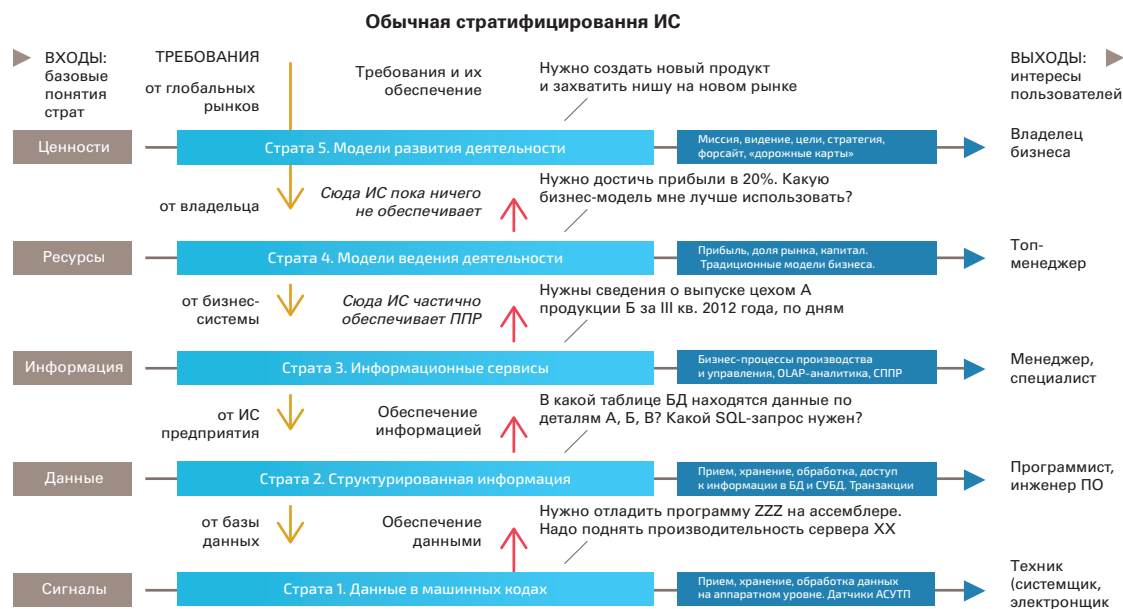 Обычная стратифицированння ИС
ВХОДЫ:
базовые
понятия
страт
ТРЕБОВАНИЯ
от глобальных
рынков
Требования и их
обеспечение
Нужно создать новый продукт
и захватить нишу на новом рынке
ВЫХОДЫ:
интересы
пользователей
Ценности
Страта 5. Модели развития деятельности
Миссия, видение, цели, стратегия,
форсайт, «дорожные карты»
Владелец
бизнеса
от владельца
Сюда ИС пока ничего
не обеспечивает
Нужно достичь прибыли в 20%. Какую
бизнес-модель мне лучше использовать?
Ресурсы
Страта 4. Модели ведения деятельности
Прибыль, доля рынка, капитал.
Традиционные модели бизнеса.
Топ-
менеджер
от бизнес-
системы
Сюда ИС частично
обеспечивает ППР
Нужны сведения о выпуске цехом А
продукции Б за III кв. 2012 года, по дням
Информация
Страта 3. Информационные сервисы
Бизнес-процессы производства
и управления, OLAP-аналитика, СППР
Менеджер,
специалист
от ИС
предприятия
Обеспечение
информацией
В какой таблице БД находятся данные по
деталям А, Б, В? Какой SQL-запрос нужен?
Данные
Страта 2. Структурированная информация
Прием, хранение, обработка, доступ
к информации в БД и СУБД. Транзакции
Программист,
инженер ПО
от базы
данных
Обеспечение
данными
Нужно отладить программу ZZZ на ассемблере.
Надо поднять производительность сервера XX
Сигналы
Страта 1. Данные в машинных кодах
Прием, хранение, обработка данных
на аппаратном уровне. Датчики АСУТП
Техник
(системщик,
электронщик